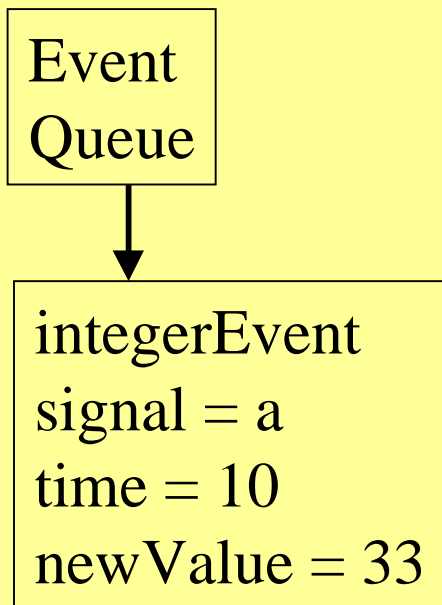 Event
Queue
integerEvent
signal = a
time = 10
newValue = 33